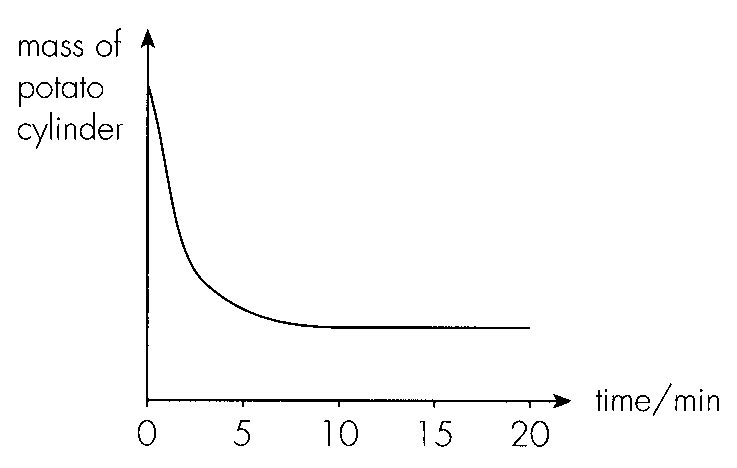 mass of
potato
cylinder
0 5 10 15 20
time/min